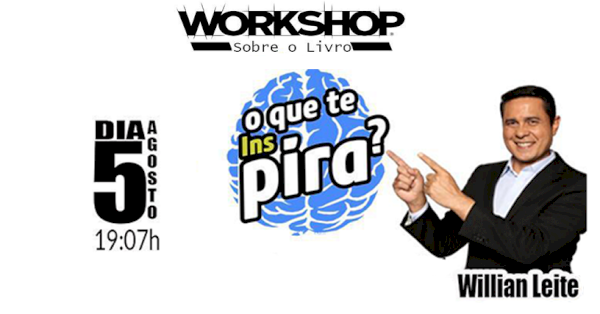 WORKSHOP
Sobre o Livro
DIA
5
AGOSTO
19:07h
o que te
Ins
pira?
Willian Leite